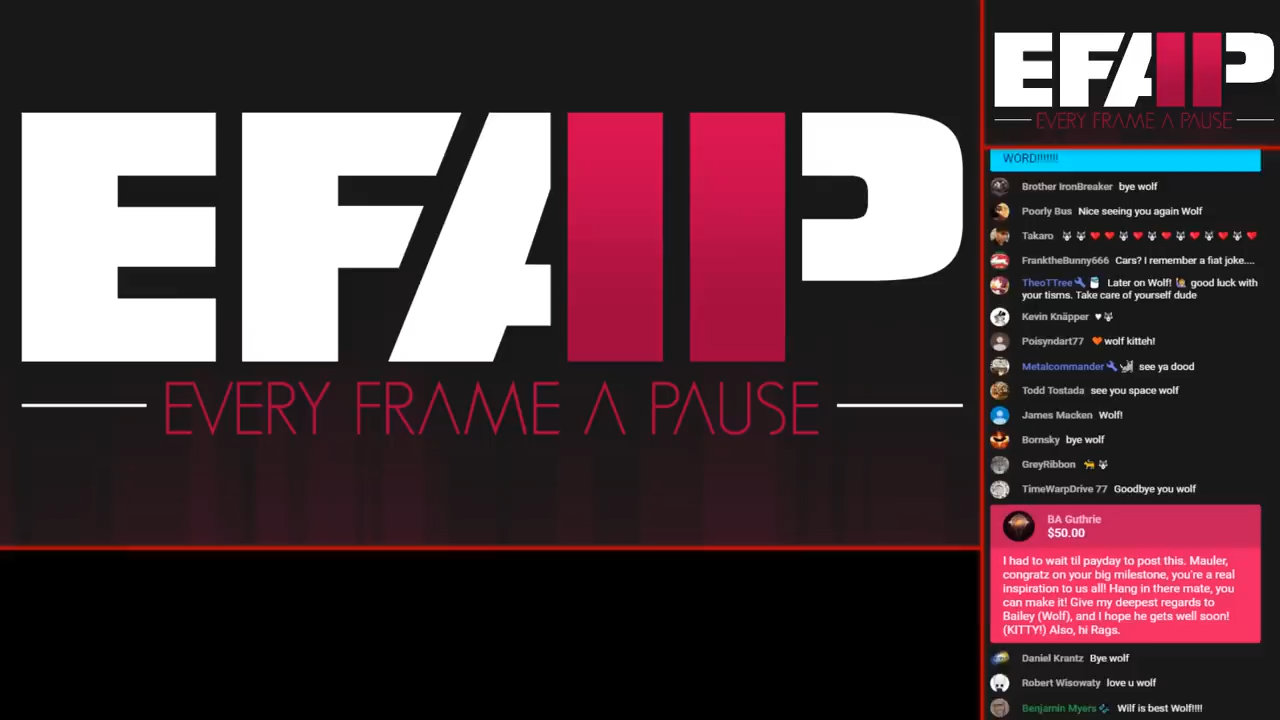 EFAP
EVERY FRAME A PAUSE
EFAP
EVERY FRAME A PAUSE
WORD!!!!!!!
Brother IronBreaker bye wolf
Poorly Bus Nice seeing you again Wolf
Takaro 🐺🐺❤❤🐺❤🐺❤🐺❤🐺❤🐺❤
FranktheBunny666 Cars? I remember a fiat joke....
TheoTTree Later on Wolf! good luck with
your tisms. Take care of yourself dude
Kevin Knäpper ♥🐺
Poisyndart77 🧡wolf kitteh!
Metalcommander see ya dood
Todd Tostada see you space wolf
James Macken Wolf!
Bornsky bye wolf
GreyRibbon 🐆🐺
TimeWarpDrive 77 Goodbye you wolf
BA Guthrie
$50.00
I had to wait til payday to post this. Mauler,
congratz on your big milestone, you're a real
inspiration to us all! Hang in there mate, you
can make it! Give my deepest regards to
Bailey (Wolf), and I hope he gets well soon!
(KITTY!) Also, hi Rags.
Daniel Krantz Bye wolf
Robert Wisowaty love u wolf
Benjamin Myers Wilf is best Wolf!!!!